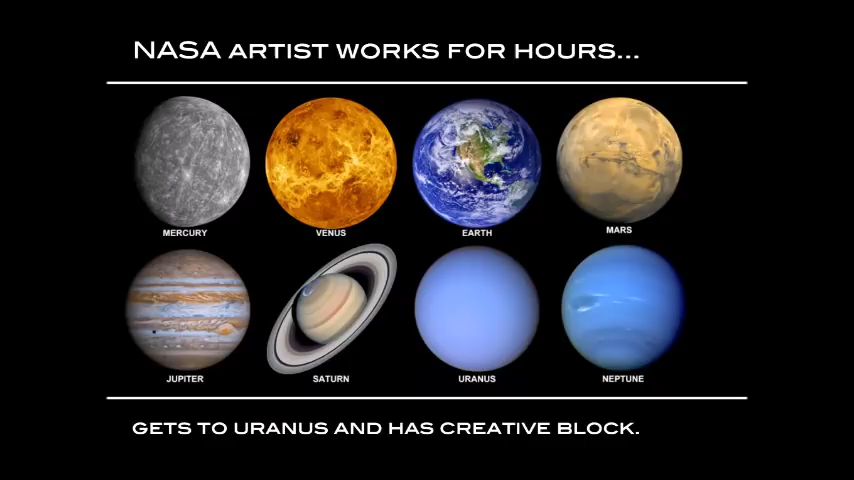 NASA ARTIST WORKS FOR HOURS...
MERCURY VENUS EARTH MARS
JUPITER SATURN URANUS NEPTUNE
GETS TO URANUS AND HAS CREATIVE BLOCK.